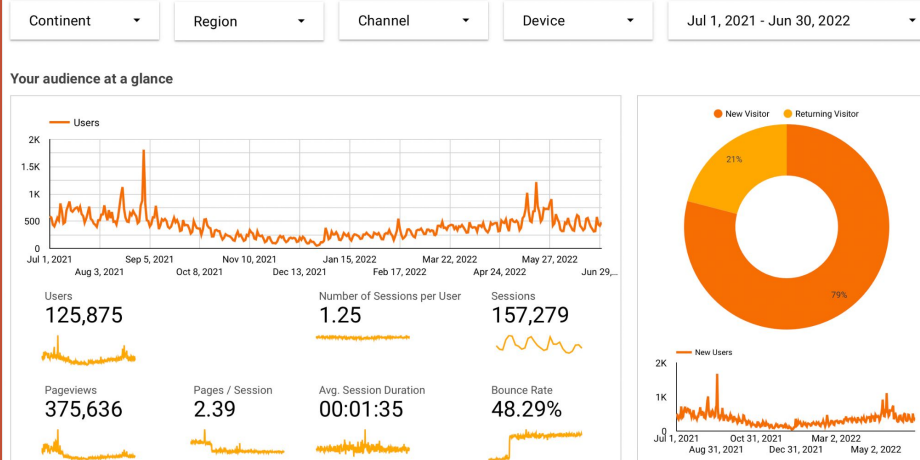 Continent Region Channel Device Jul 1, 2021 - Jun 30, 2022
Your audience at a glance
Users
2K
1.5K
1K
500
0
Jul 1, 2021 Sep 5, 2021 Nov 10, 2021 Jan 15, 2022 Mar 22, 2022 May 27, 2022
Aug 3, 2021 Oct 8, 2021 Dec 13, 2021 Feb 17, 2022 Apr 24, 2022 Jun 29,...
Users Number of Sessions per User Sessions
125,875 1.25 157,279
Pageviews Pages / Session Avg. Session Duration Bounce Rate
375,636 2.39 00:01:35 48.29%
New Visitor Returning Visitor
21%
79%
New Users
2K
1K
0
Jul 1, 2021 Oct 31, 2021 Mar 2, 2022
Aug 31, 2021 Dec 31, 2021 May 2, 2022